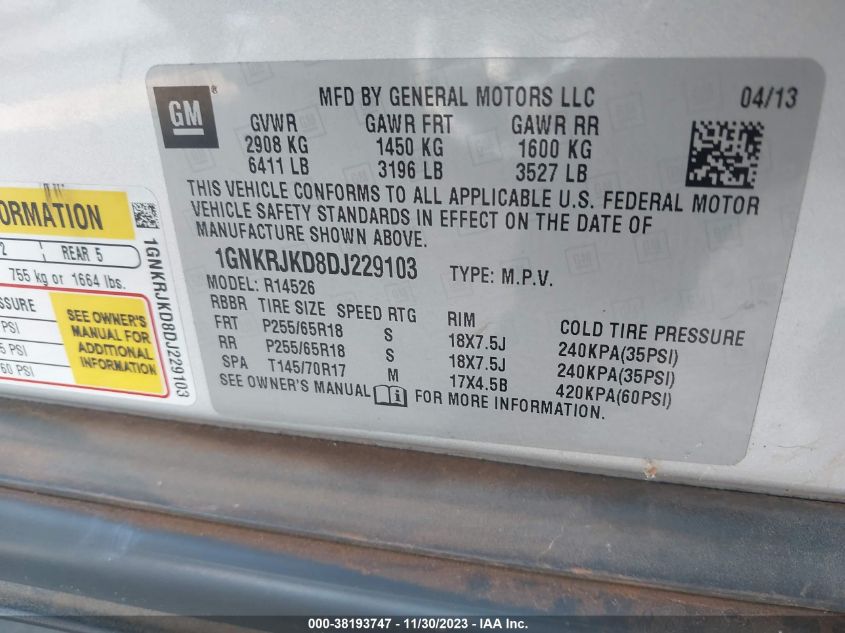 GM
®
MFD BY GENERAL MOTORS LLC
04/13
GVWR GAWR FRT GAWR RR
2908 KG 1450 KG 1600 KG
6411 LB 3196 LB 3527 LB
THIS VEHICLE CONFORMS TO ALL APPLICABLE U.S. FEDERAL MOTOR
VEHICLE SAFETY STANDARDS IN EFFECT ON THE DATE OF
MANUFACTURE SHOWN ABOVE.
1GNKRJKD8DJ229103 TYPE: M.P.V.
MODEL: R14526
RBBR TIRE SIZE SPEED RTG RIM COLD TIRE PRESSURE
FRT P255/65R18 S 18X7.5J 240KPA(35PSI)
RR P255/65R18 S 18X7.5J 240KPA(35PSI)
SPA T145/70R17 M 17X4.5B 420KPA(60PSI)
SEE OWNER'S MANUAL FOR MORE INFORMATION.
REAR 5
755 kg or 1664 lbs.
SEE OWNER'S
MANUAL FOR
ADDITIONAL
INFORMATION
PSI
PSI
60 PSI
1GNKRJKD8DJ229103
000-38193747 - 11/30/2023 - IAA Inc.